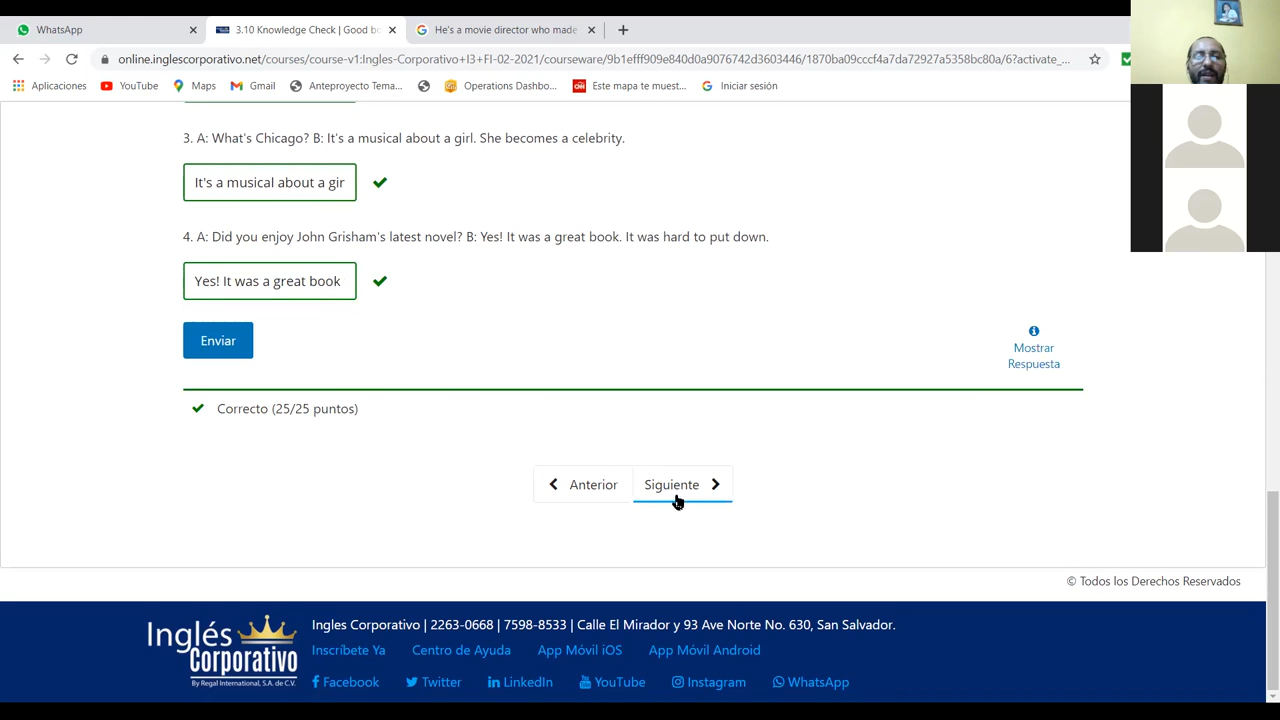 WhatsApp
3.10 Knowledge Check | Good bo
He's a movie director who made
online.inglescorporativo.net/courses/course-v1:Ingles-Corporativo+I3+FI-02-2021/courseware/9b1efff909e840d0a9076742d3603446/1870ba09cccf4a7da72927a5358bc80a/6?activate_...
Aplicaciones YouTube Maps Gmail Anteproyecto Tema... Operations Dashbo... Este mapa te muest... Iniciar sesión
3. A: What's Chicago? B: It's a musical about a girl. She becomes a celebrity.
It's a musical about a gir
4. A: Did you enjoy John Grisham's latest novel? B: Yes! It was a great book. It was hard to put down.
Yes! It was a great book
Enviar
Mostrar
Respuesta
Correcto (25/25 puntos)
Anterior Siguiente
© Todos los Derechos Reservados
Inglés
Corporativo
By Regal International, S.A. de C.V.
Ingles Corporativo | 2263-0668 | 7598-8533 | Calle El Mirador y 93 Ave Norte No. 630, San Salvador.
Inscríbete Ya Centro de Ayuda App Móvil iOS App Móvil Android
Facebook Twitter LinkedIn YouTube Instagram WhatsApp